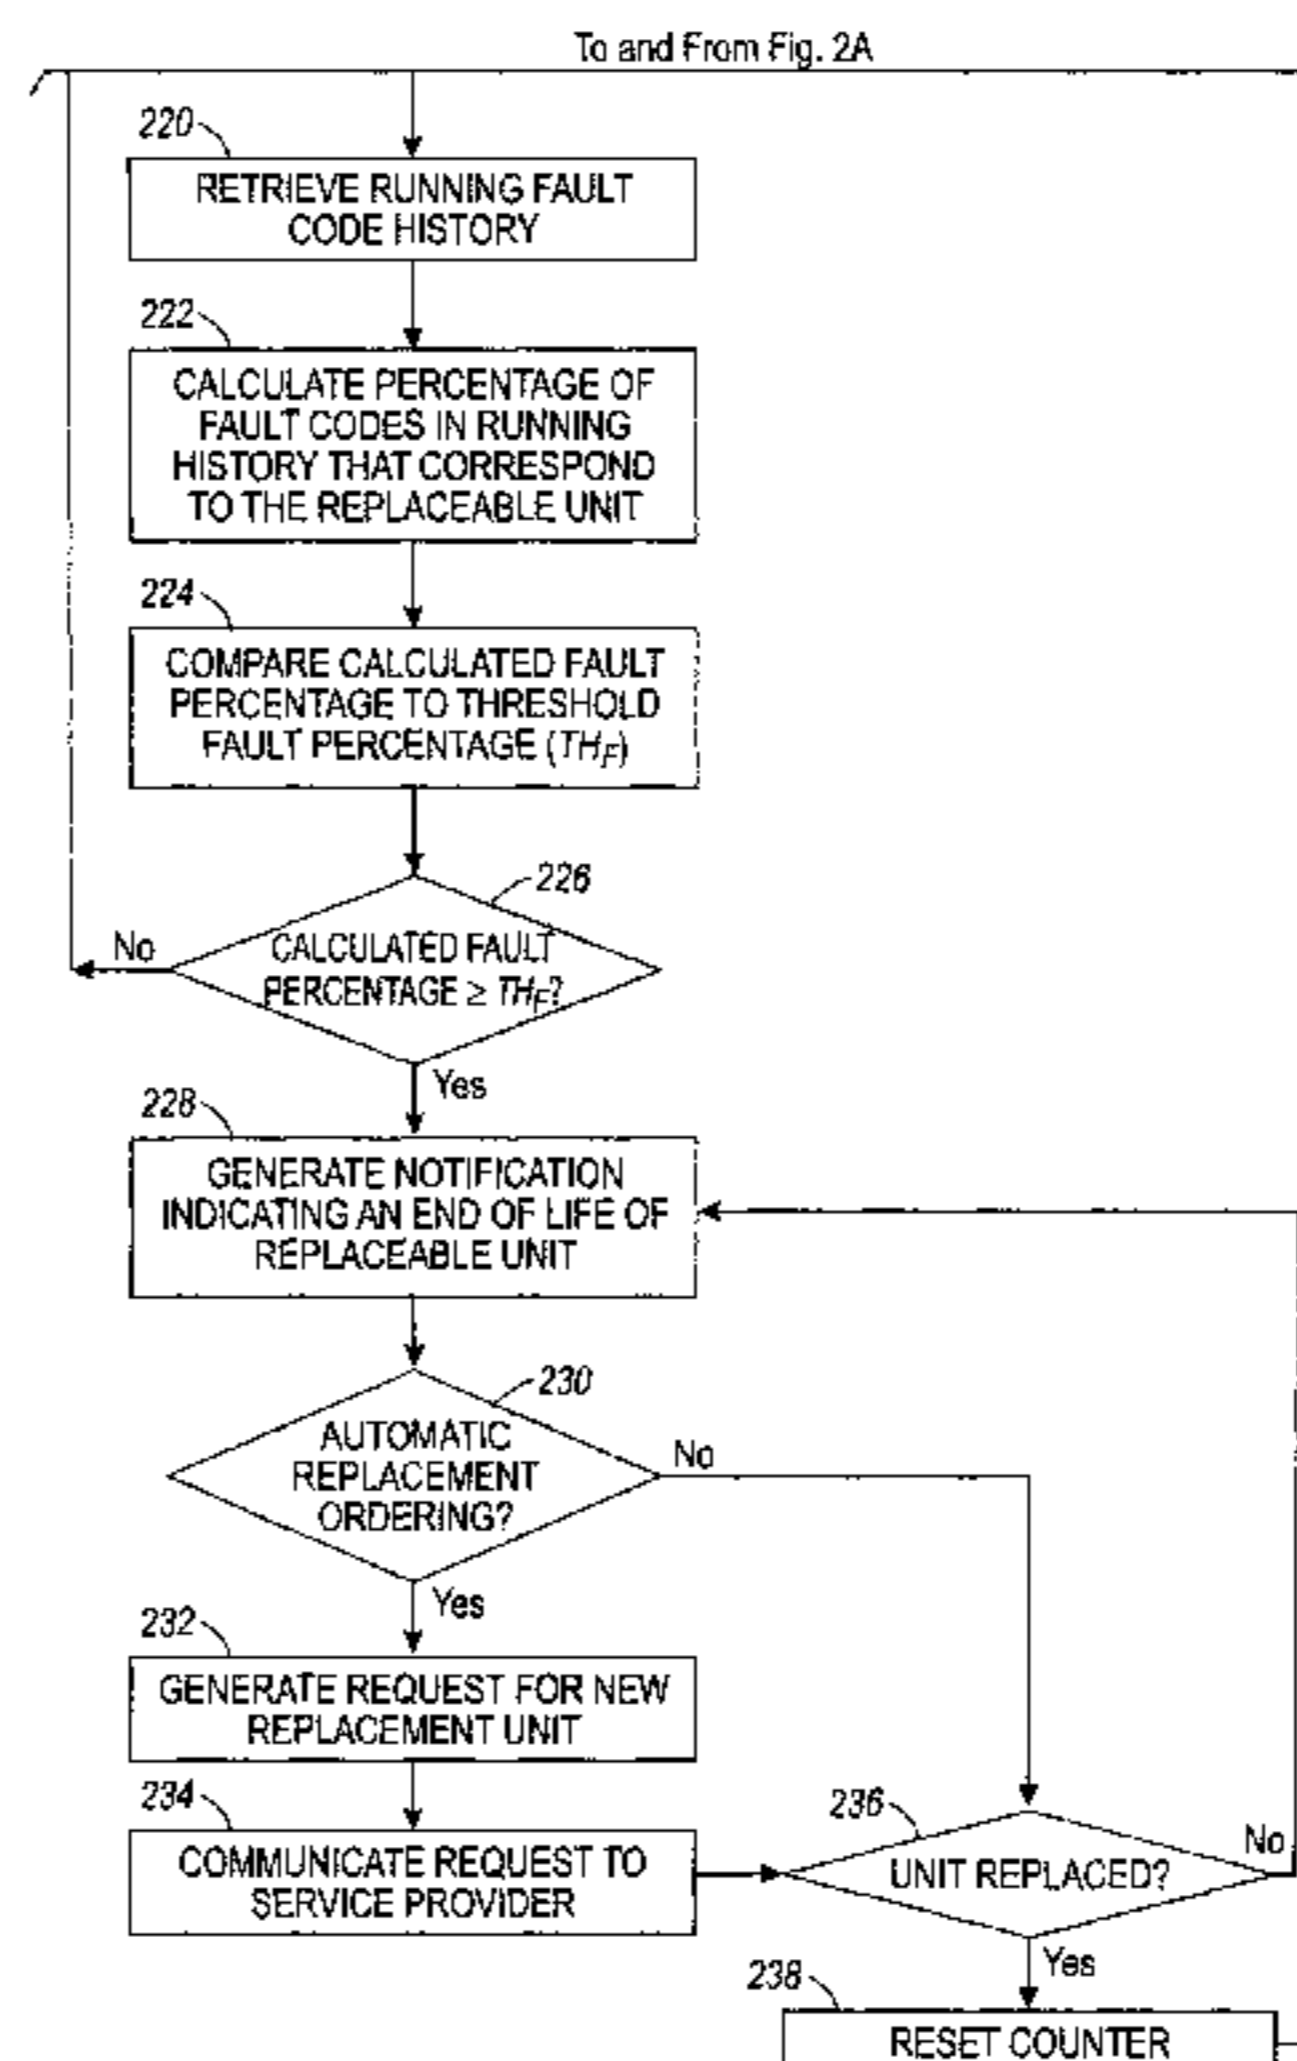 To and From Fig. 2A
220
RETRIEVE RUNNING FAULT
CODE HISTORY
222
CALCULATE PERCENTAGE OF
FAULT CODES IN RUNNING
HISTORY THAT CORRESPOND
TO THE REPLACEABLE UNIT
224
COMPARE CALCULATED FAULT
PERCENTAGE TO THRESHOLD
FAULT PERCENTAGE (THF)
226
No
CALCULATED FAULT
PERCENTAGE ≥ THF?
Yes
228
GENERATE NOTIFICATION
INDICATING AN END OF LIFE OF
REPLACEABLE UNIT
230
AUTOMATIC
REPLACEMENT
ORDERING?
No
Yes
232
GENERATE REQUEST FOR NEW
REPLACEMENT UNIT
234
COMMUNICATE REQUEST TO
SERVICE PROVIDER
236
UNIT REPLACED?
No
Yes
238
RESET COUNTER